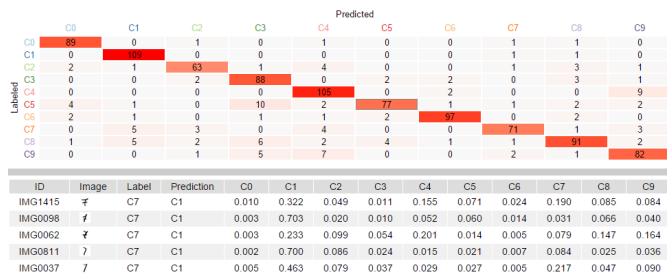 Predicted
C0 C1 C2 C3 C4 C5 C6 C7 C8 C9
Labeled
C0 89 0 1 0 1 0 0 1 1 0
C1 0 109 0 0 0 0 0 0 0 0
C2 2 1 63 1 4 0 0 1 3 1
C3 0 0 2 88 0 2 2 0 3 1
C4 0 0 0 0 105 0 2 0 0 9
C5 4 1 0 10 2 77 1 1 2 2
C6 2 1 0 1 1 2 97 0 2 0
C7 0 5 3 0 4 0 0 71 1 3
C8 1 5 2 6 2 4 1 1 91 2
C9 0 0 1 5 7 0 0 2 1 82
ID Image Label Prediction C0 C1 C2 C3 C4 C5 C6 C7 C8 C9
IMG1415 7 C7 C1 0.010 0.322 0.049 0.011 0.155 0.071 0.024 0.190 0.085 0.084
IMG0098 7 C7 C1 0.003 0.703 0.020 0.010 0.052 0.060 0.014 0.031 0.066 0.040
IMG0062 7 C7 C1 0.003 0.233 0.099 0.054 0.201 0.014 0.005 0.079 0.147 0.164
IMG0811 7 C7 C1 0.002 0.700 0.086 0.024 0.015 0.021 0.007 0.084 0.025 0.036
IMG0037 7 C7 C1 0.005 0.463 0.079 0.037 0.029 0.027 0.005 0.217 0.047 0.090